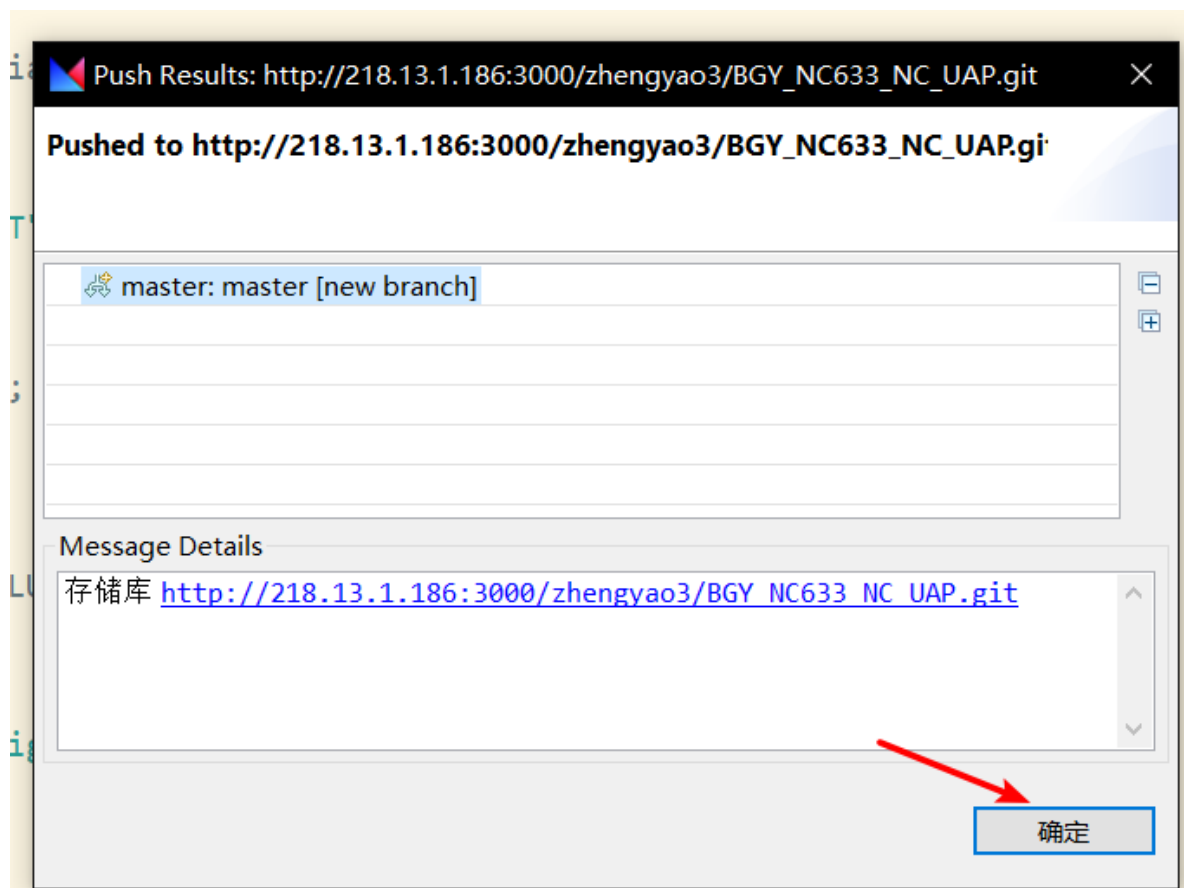 Push Results: http://218.13.1.186:3000/zhengyao3/BGY_NC633_NC_UAP.git
Pushed to http://218.13.1.186:3000/zhengyao3/BGY_NC633_NC_UAP.gi
master: master [new branch]
Message Details
存储库 http://218.13.1.186:3000/zhengyao3/BGY_NC633_NC_UAP.git
确定